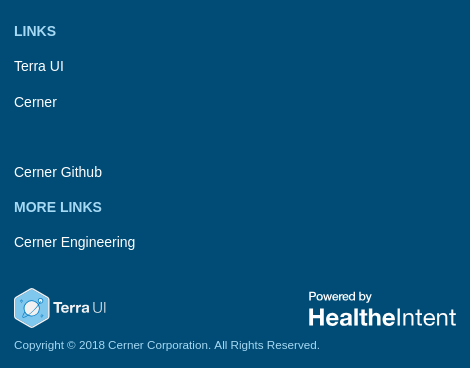 LINKS
Terra UI
Cerner
Cerner Github
MORE LINKS
Cerner Engineering
Terra UI
Powered by
HealtheIntent
Copyright © 2018 Cerner Corporation. All Rights Reserved.